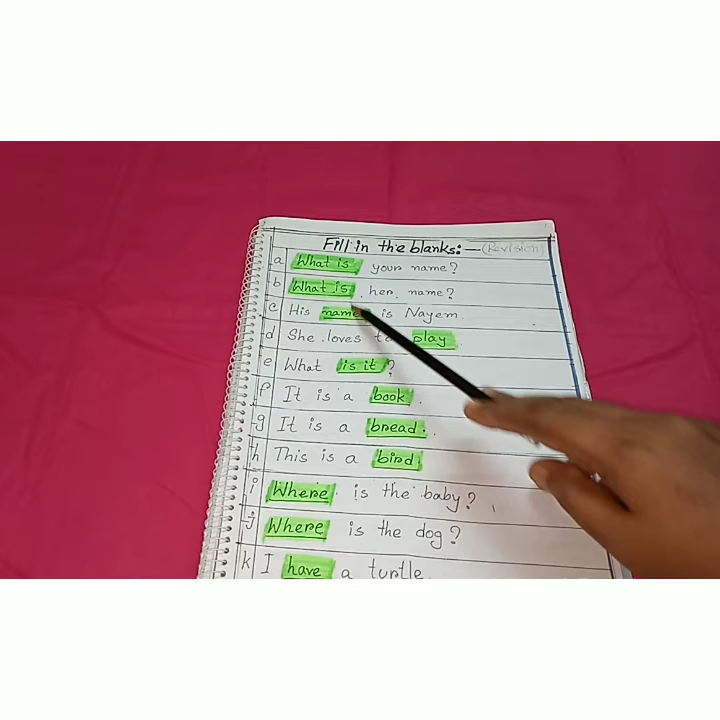 Fill in the blanks:— (Revision)
a What is your name?
b What is her name?
c His name is Nayem.
d She loves to play.
e What is it?
f It is a book.
g It is a bread.
h This is a bird.
i Where is the baby?
j Where is the dog?
k I have a turtle.